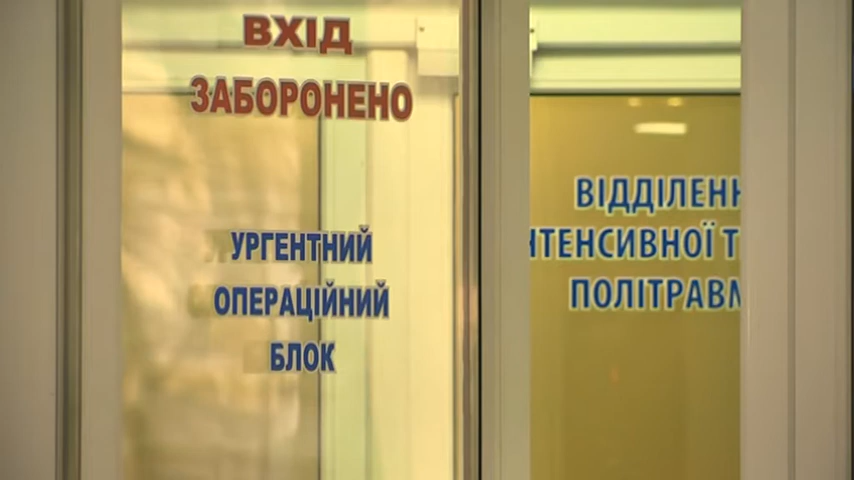 ВХІД
ЗАБОРОНЕНО
УРГЕНТНИЙ
ОПЕРАЦІЙНИЙ
БЛОК
ВІДДІЛЕНН
НТЕНСИВНОЇ Т
ПОЛІТРАВМ